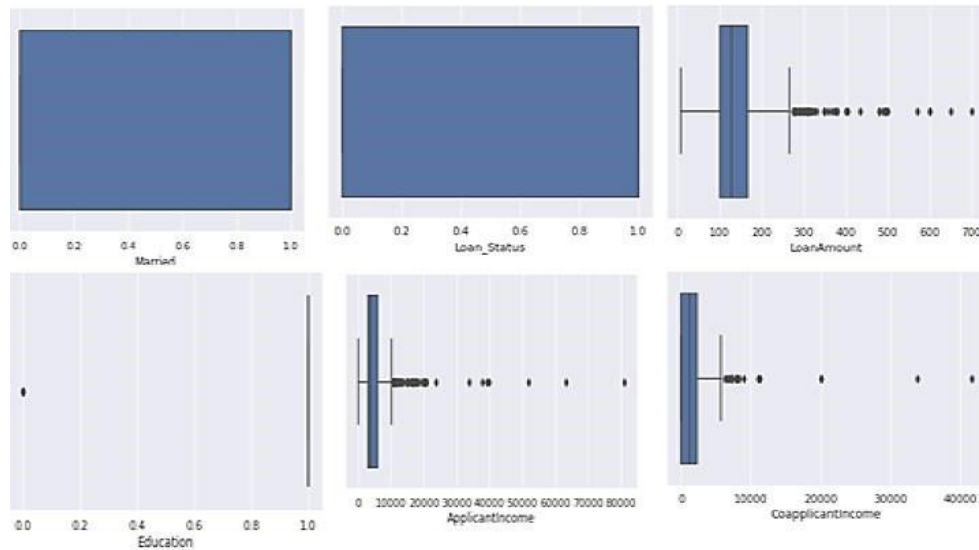 0.0 0.2 0.4 0.6 0.8 1.0
Married
0.0 0.2 0.4 0.6 0.8 1.0
Loan_Status
0 100 200 300 400 500 600 700
LoanAmount
0.0 0.2 0.4 0.6 0.8 1.0
Education
0 10000 20000 30000 40000 50000 60000 70000 80000
ApplicantIncome
0 10000 20000 30000 40000
CoapplicantIncome